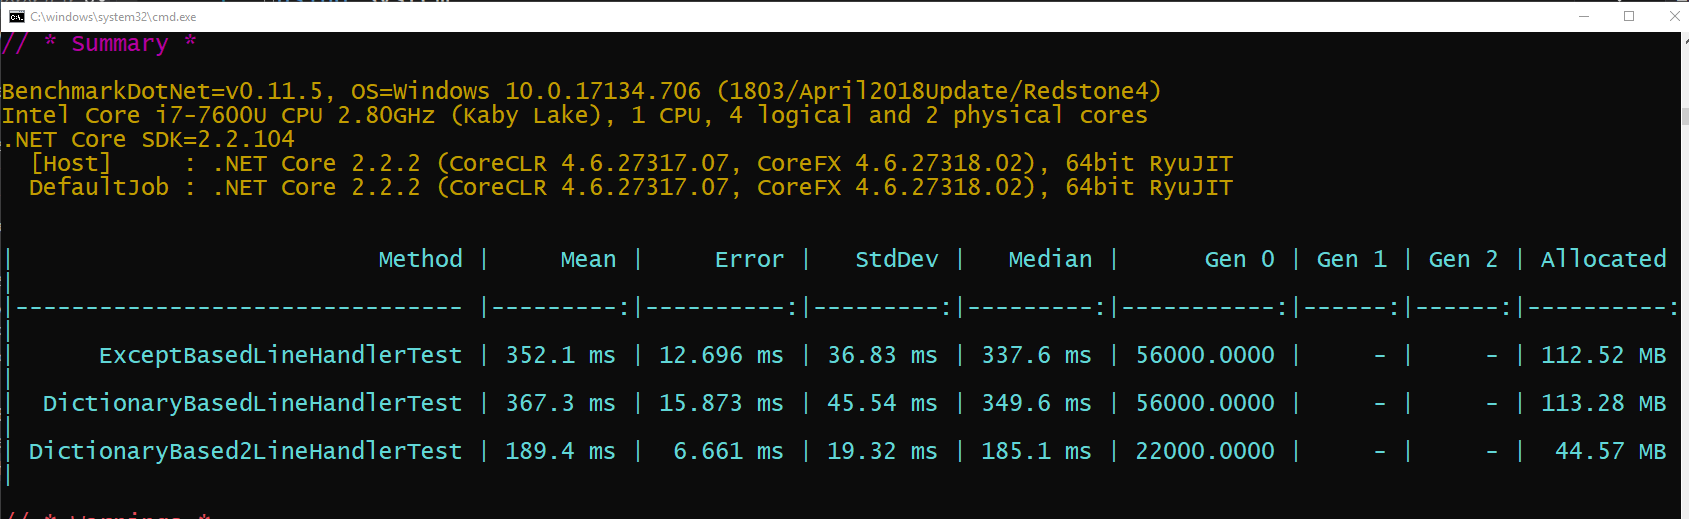 C:\windows\system32\cmd.exe
// * Summary *
BenchmarkDotNet=v0.11.5, OS=Windows 10.0.17134.706 (1803/April2018Update/Redstone4)
Intel Core i7-7600U CPU 2.80GHz (Kaby Lake), 1 CPU, 4 logical and 2 physical cores
.NET Core SDK=2.2.104
  [Host]     : .NET Core 2.2.2 (CoreCLR 4.6.27317.07, CoreFX 4.6.27318.02), 64bit RyuJIT
  DefaultJob : .NET Core 2.2.2 (CoreCLR 4.6.27317.07, CoreFX 4.6.27318.02), 64bit RyuJIT
|                          Method |     Mean |     Error |   StdDev |   Median |      Gen 0 | Gen 1 | Gen 2 | Allocated
|
|-------------------------------- |---------:|----------:|---------:|---------:|-----------:|------:|------:|----------:
|
|      ExceptBasedLineHandlerTest | 352.1 ms | 12.696 ms | 36.83 ms | 337.6 ms | 56000.0000 |     - |     - | 112.52 MB
|
|  DictionaryBasedLineHandlerTest | 367.3 ms | 15.873 ms | 45.54 ms | 349.6 ms | 56000.0000 |     - |     - | 113.28 MB
|
| DictionaryBased2LineHandlerTest | 189.4 ms |  6.661 ms | 19.32 ms | 185.1 ms | 22000.0000 |     - |     - |  44.57 MB
|
// * Warnings *